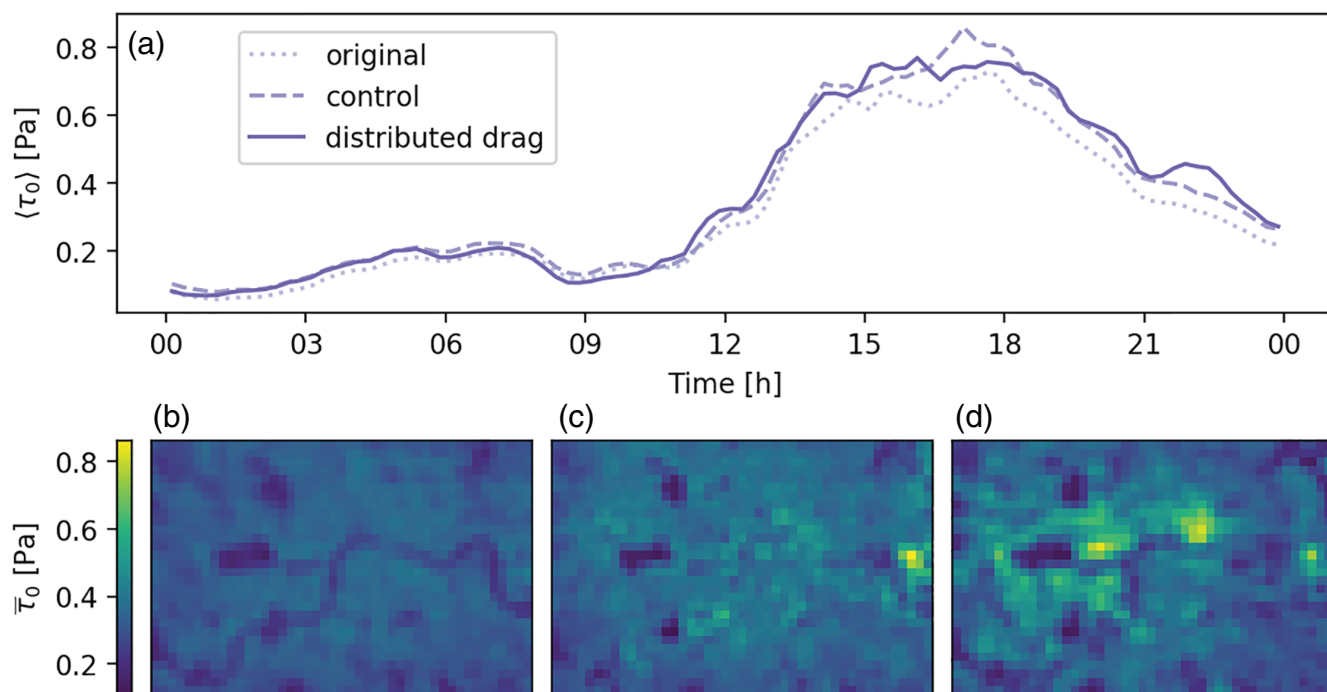 (a)
original
control
distributed drag
⟨τ₀⟩ [Pa]
0.8
0.6
0.4
0.2
00 03 06 09 12 15 18 21 00
Time [h]
(b) (c) (d)
τ̿₀ [Pa]
0.8
0.6
0.4
0.2